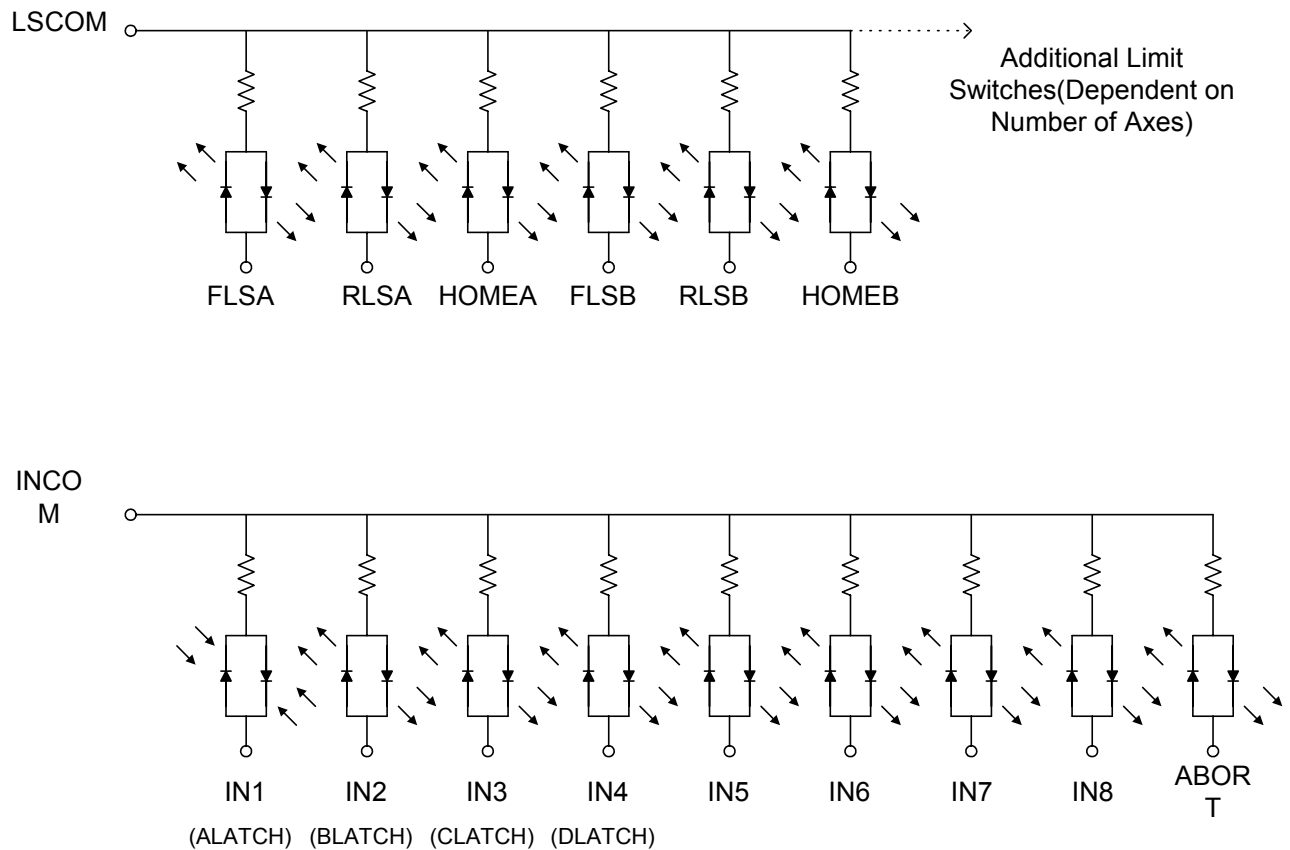 LSCOM
Additional Limit
Switches(Dependent on
Number of Axes)
FLSA RLSA HOMEA FLSB RLSB HOMEB
INCO
M
IN1 IN2 IN3 IN4 IN5 IN6 IN7 IN8 ABOR
T
(ALATCH) (BLATCH) (CLATCH) (DLATCH)